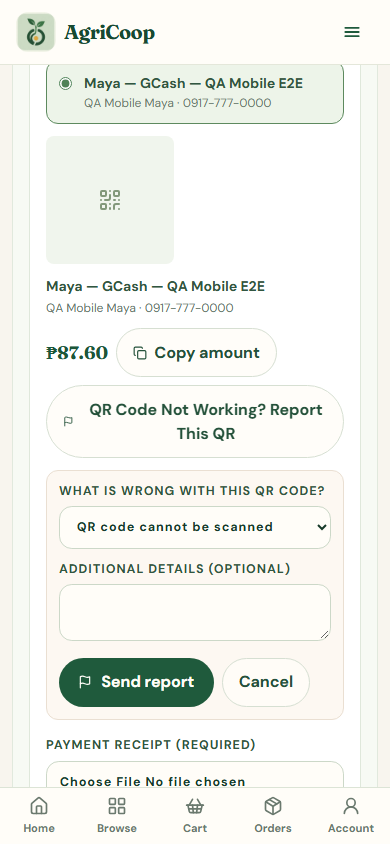 AgriCoop
Maya — GCash — QA Mobile E2E
QA Mobile Maya · 0917-777-0000
Maya — GCash — QA Mobile E2E
QA Mobile Maya · 0917-777-0000
₱87.60
Copy amount
QR Code Not Working? Report
This QR
WHAT IS WRONG WITH THIS QR CODE?
QR code cannot be scanned
ADDITIONAL DETAILS (OPTIONAL)
Send report
Cancel
PAYMENT RECEIPT (REQUIRED)
Choose File No file chosen
Home
Browse
Cart
Orders
Account